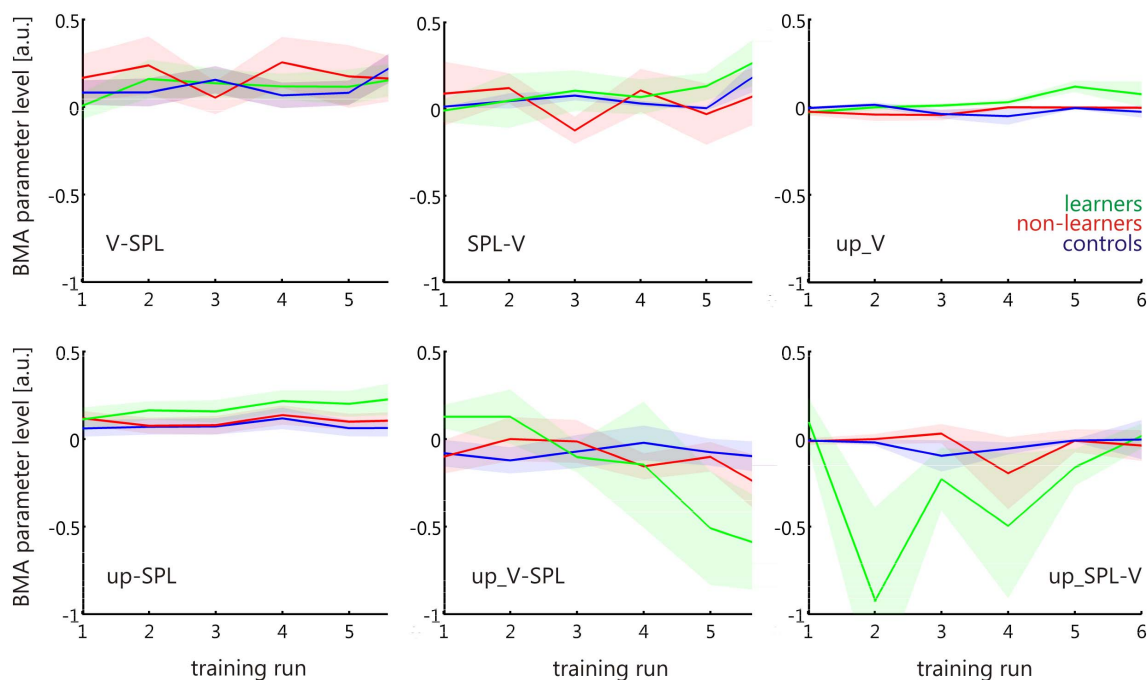 BMA parameter level [a.u.]
0.5
0
-0.5
-1
V-SPL
1 2 3 4 5
0.5
0
-0.5
-1
SPL-V
1 2 3 4 5
0.5
0
-0.5
-1
up_V
learners
non-learners
controls
1 2 3 4 5 6
BMA parameter level [a.u.]
0.5
0
-0.5
-1
up-SPL
1 2 3 4 5
training run
0.5
0
-0.5
-1
up_V-SPL
1 2 3 4 5
training run
0.5
0
-0.5
-1
up_SPL-V
1 2 3 4 5 6
training run